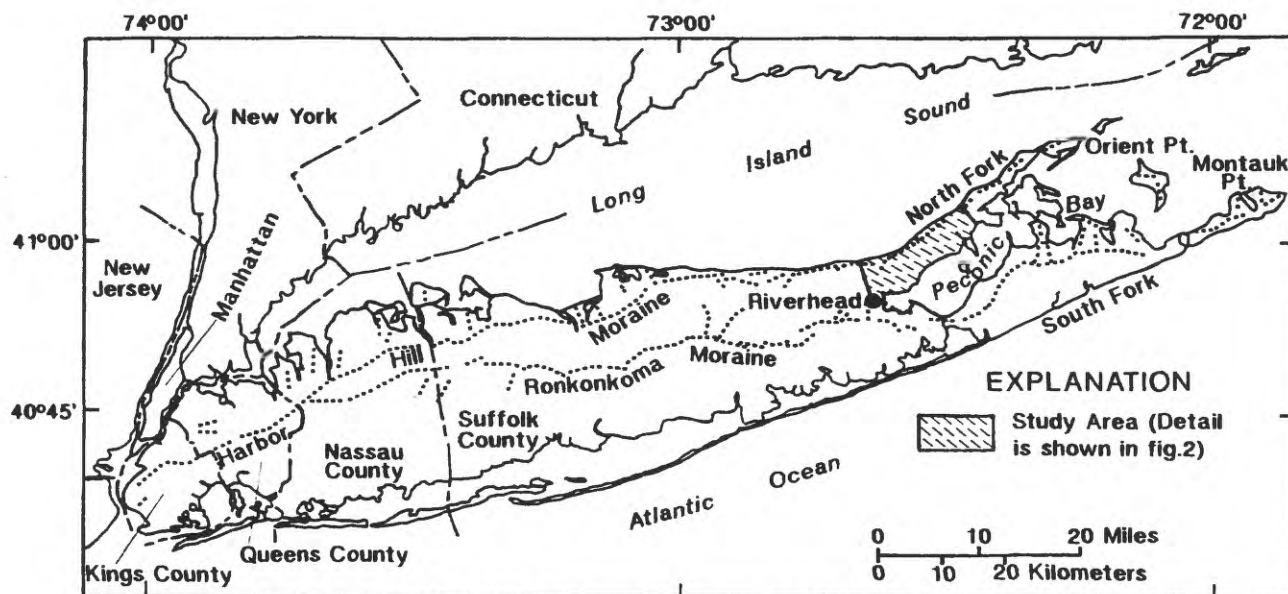 74°00'
73°00'
72°00'
New York
Connecticut
Long
Island
Sound
North Fork
Orient Pt.
Montauk
Pt.
Bay
Peconic
41°00'
New
Jersey
Manhattan
Riverhead
South Fork
Harbor
Hill
Moraine
Ronkonkoma
Moraine
40°45'
Nassau
County
Suffolk
County
Atlantic
Ocean
Queens County
Kings County
EXPLANATION
Study Area (Detail
is shown in fig.2)
0 10 20 Miles
0 10 20 Kilometers